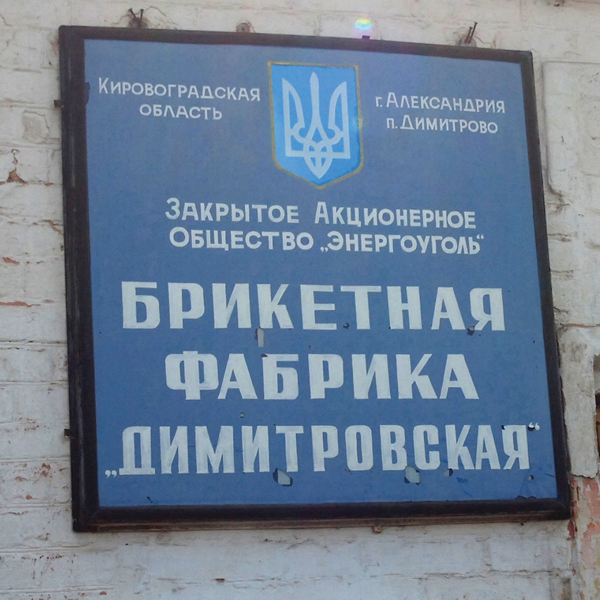 Кировоградская
область
г. Александрия
п. Димитрово
Закрытое Акционерное
общество „Энергоуголь“
Брикетная
фабрика
„Димитровская“